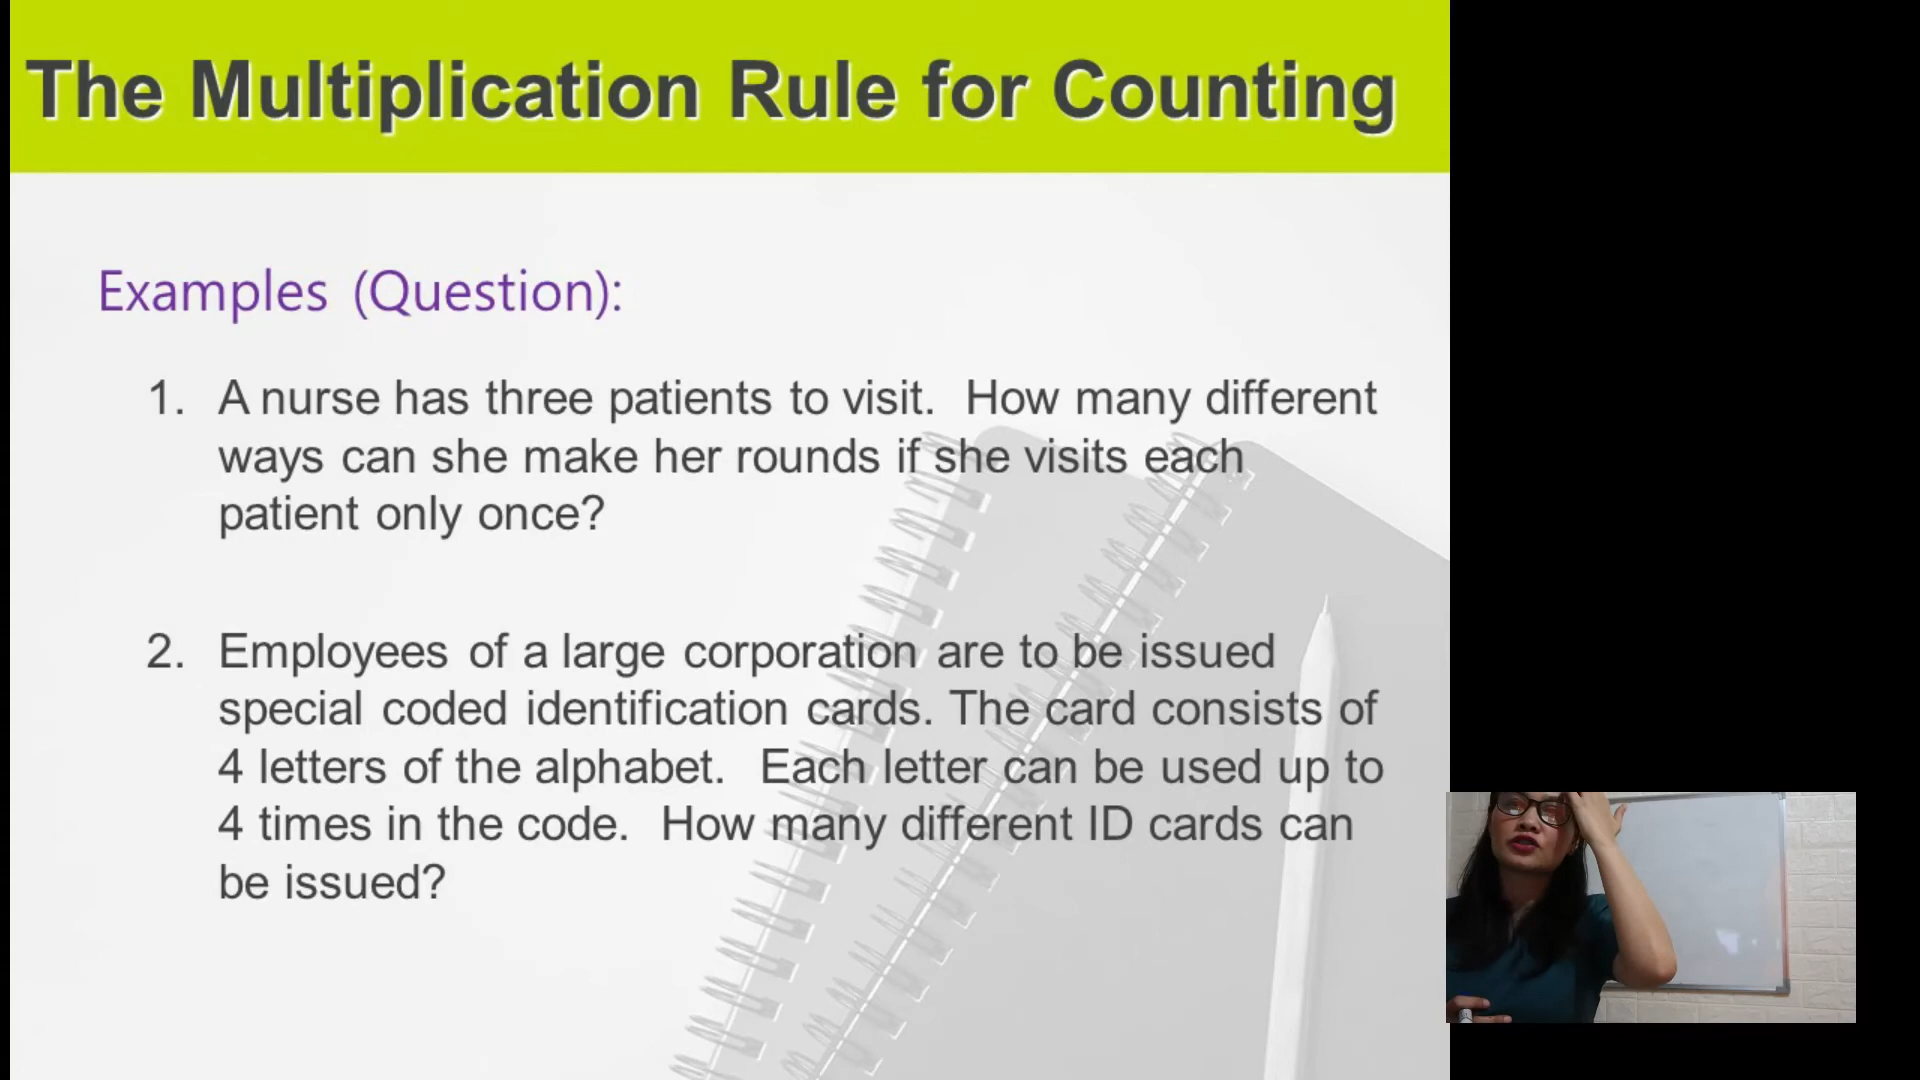 The Multiplication Rule for Counting
Examples (Question):
1. A nurse has three patients to visit. How many different
ways can she make her rounds if she visits each
patient only once?
2. Employees of a large corporation are to be issued
special coded identification cards. The card consists of
4 letters of the alphabet. Each letter can be used up to
4 times in the code. How many different ID cards can
be issued?